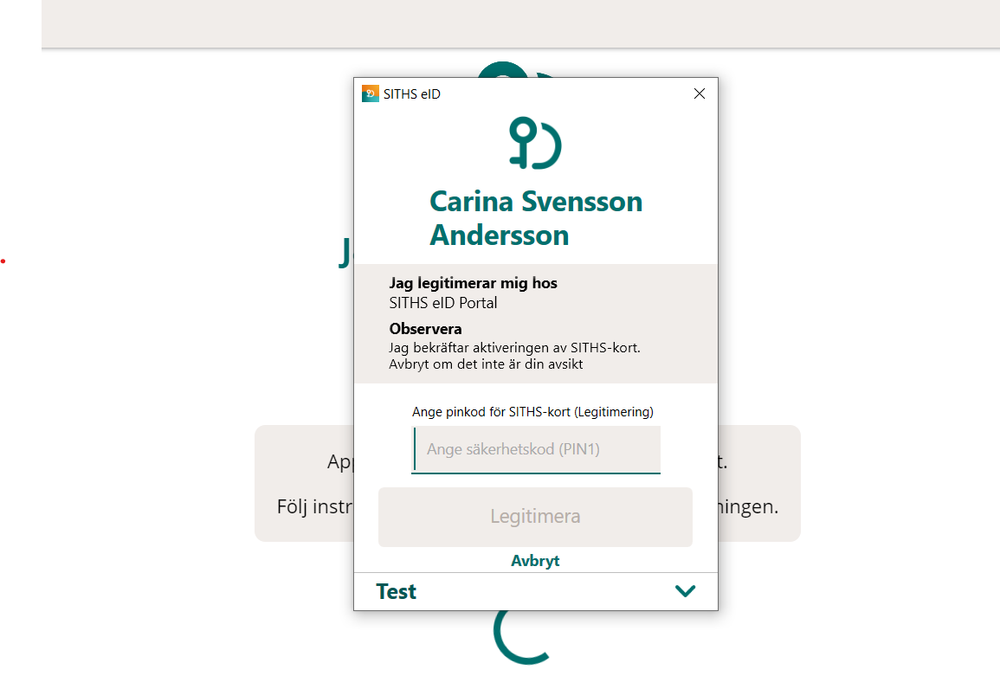 SITHS eID
Carina Svensson
Andersson
Jag legitimerar mig hos
SITHS eID Portal
Observera
Jag bekräftar aktiveringen av SITHS-kort.
Avbryt om det inte är din avsikt
Ange pinkod för SITHS-kort (Legitimering)
Ange säkerhetskod (PIN1)
Följ
Legitimera
Avbryt
Test